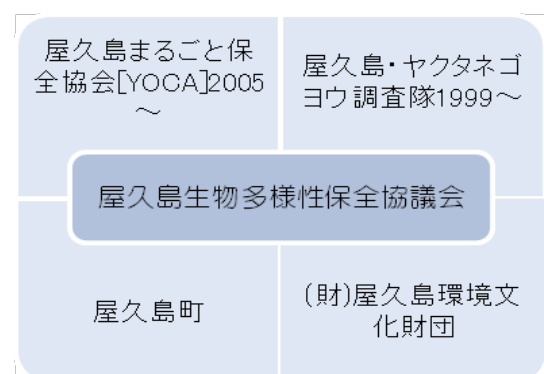 屋久島まるごと保
全協会[YOCA]2005
～
屋久島・ヤクタネゴ
ヨウ調査隊1999～
屋久島生物多様性保全協議会
屋久島町
(財)屋久島環境文
化財団